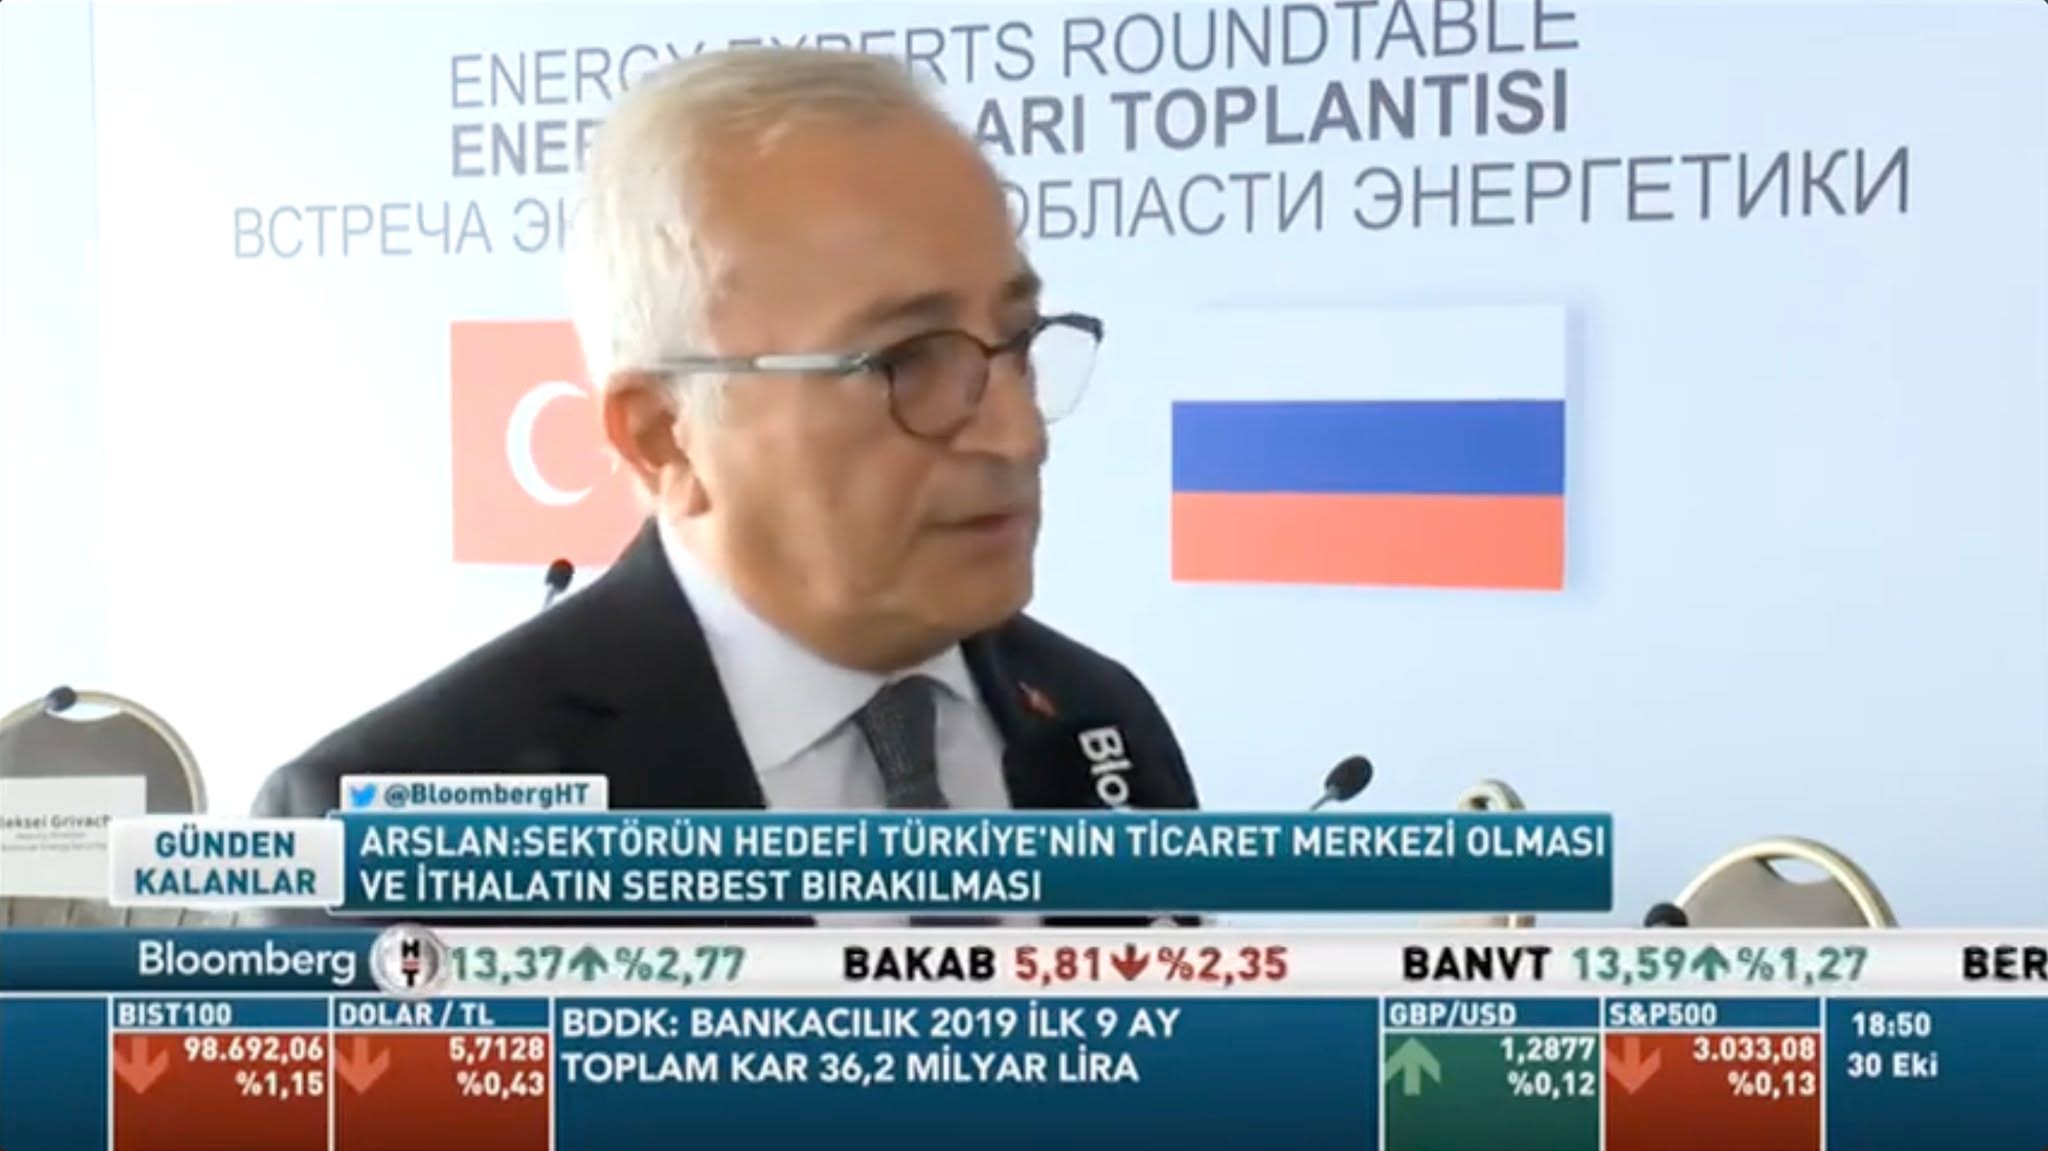 ENERGY EXPERTS ROUNDTABLE
ENER ARI TOPLANTISI
ВСТРЕЧА ЭК ОБЛАСТИ ЭНЕРГЕТИКИ
Blo
@BloombergHT
GÜNDEN
KALANLAR
ARSLAN:SEKTÖRÜN HEDEFİ TÜRKİYE'NİN TİCARET MERKEZİ OLMASI
VE İTHALATIN SERBEST BIRAKILMASI
Bloomberg HT 13,37 %2,77 BAKAB 5,81 %2,35 BANVT 13,59 %1,27 BER
BIST100
98.692,06
%1,15
DOLAR / TL
5,7128
%0,43
BDDK: BANKACILIK 2019 İLK 9 AY
TOPLAM KAR 36,2 MİLYAR LİRA
GBP/USD
1,2877
%0,12
S&P500
3.033,08
%0,13
18:50
30 Eki